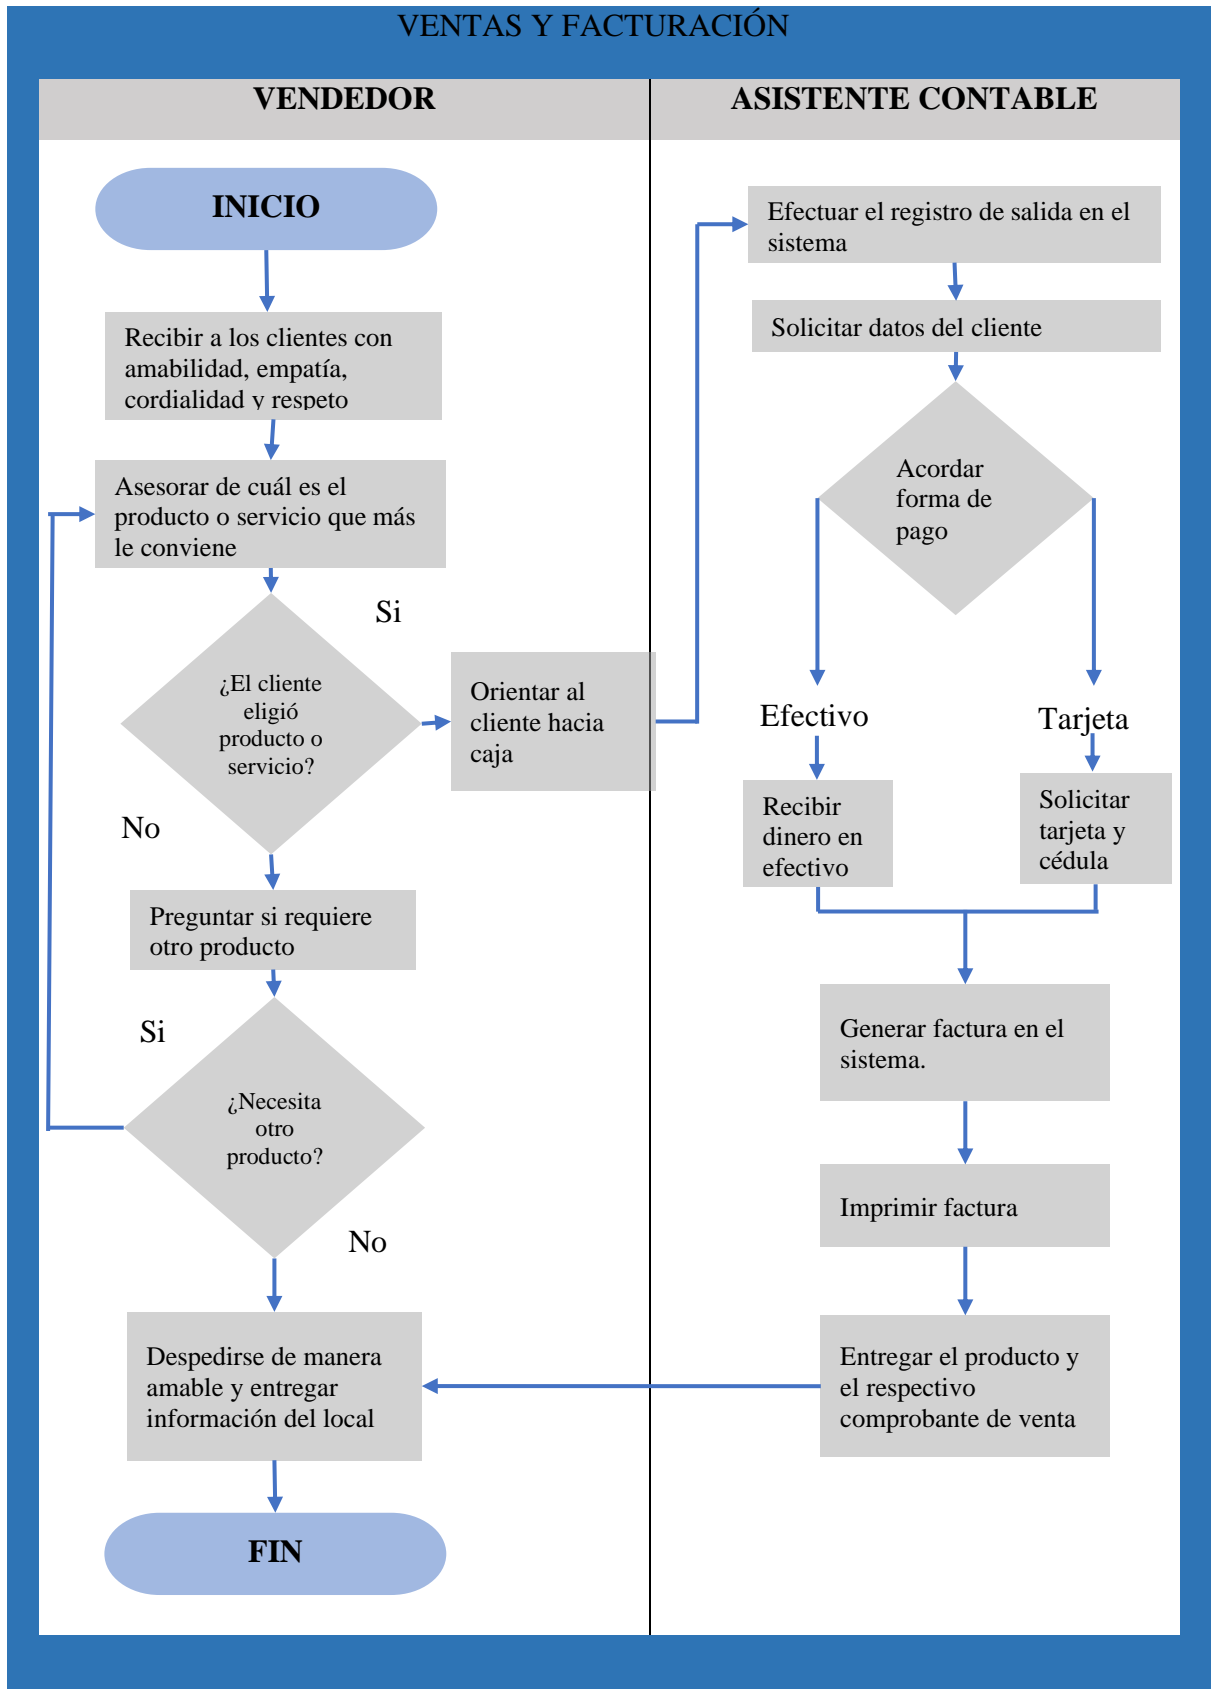 VENTAS Y FACTURACIÓN
VENDEDOR
ASISTENTE CONTABLE
INICIO
Recibir a los clientes con
amabilidad, empatía,
cordialidad y respeto
Asesorar de cuál es el
producto o servicio que más
le conviene
Si
¿El cliente
eligió
producto o
servicio?
Orientar al
cliente hacia
caja
No
Preguntar si requiere
otro producto
Si
¿Necesita
otro
producto?
No
Despedirse de manera
amable y entregar
información del local
FIN
Efectuar el registro de salida en el
sistema
Solicitar datos del cliente
Acordar
forma de
pago
Efectivo
Tarjeta
Recibir
dinero en
efectivo
Solicitar
tarjeta y
cédula
Generar factura en el
sistema.
Imprimir factura
Entregar el producto y
el respectivo
comprobante de venta